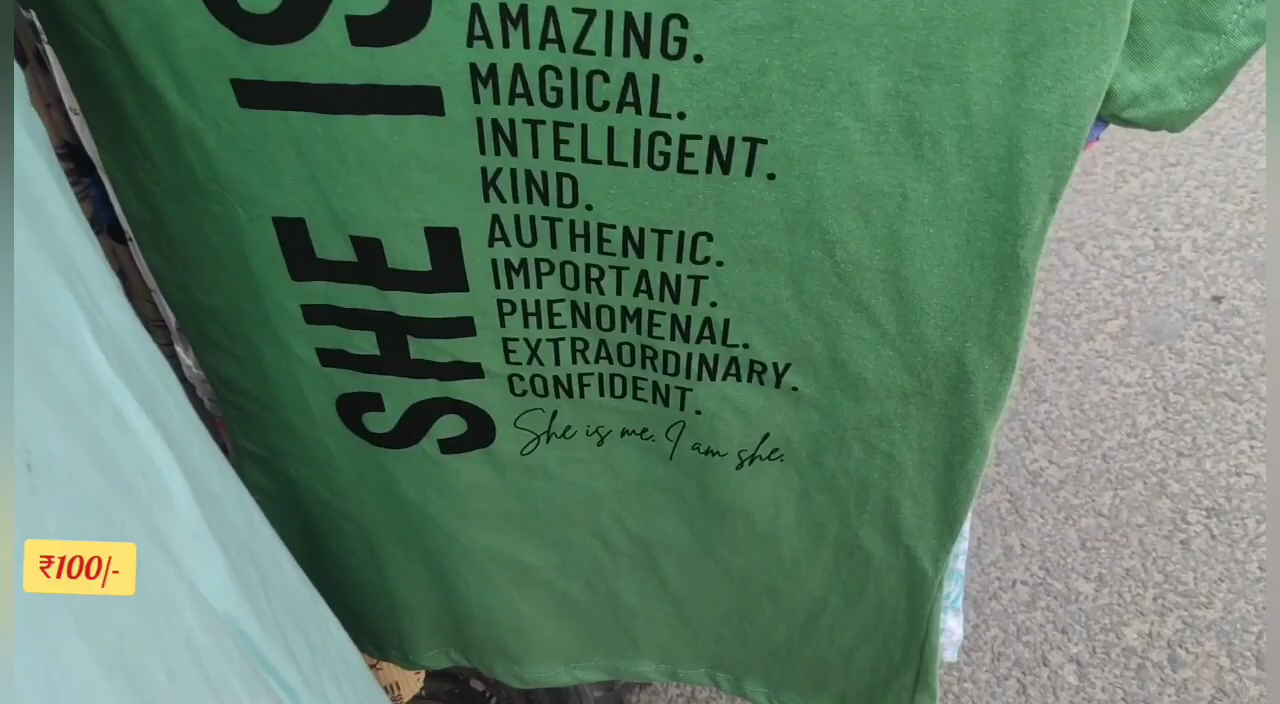 SHE IS
AMAZING.
MAGICAL.
INTELLIGENT.
KIND.
AUTHENTIC.
IMPORTANT.
PHENOMENAL.
EXTRAORDINARY.
CONFIDENT.
She is me. I am she.
₹100/-